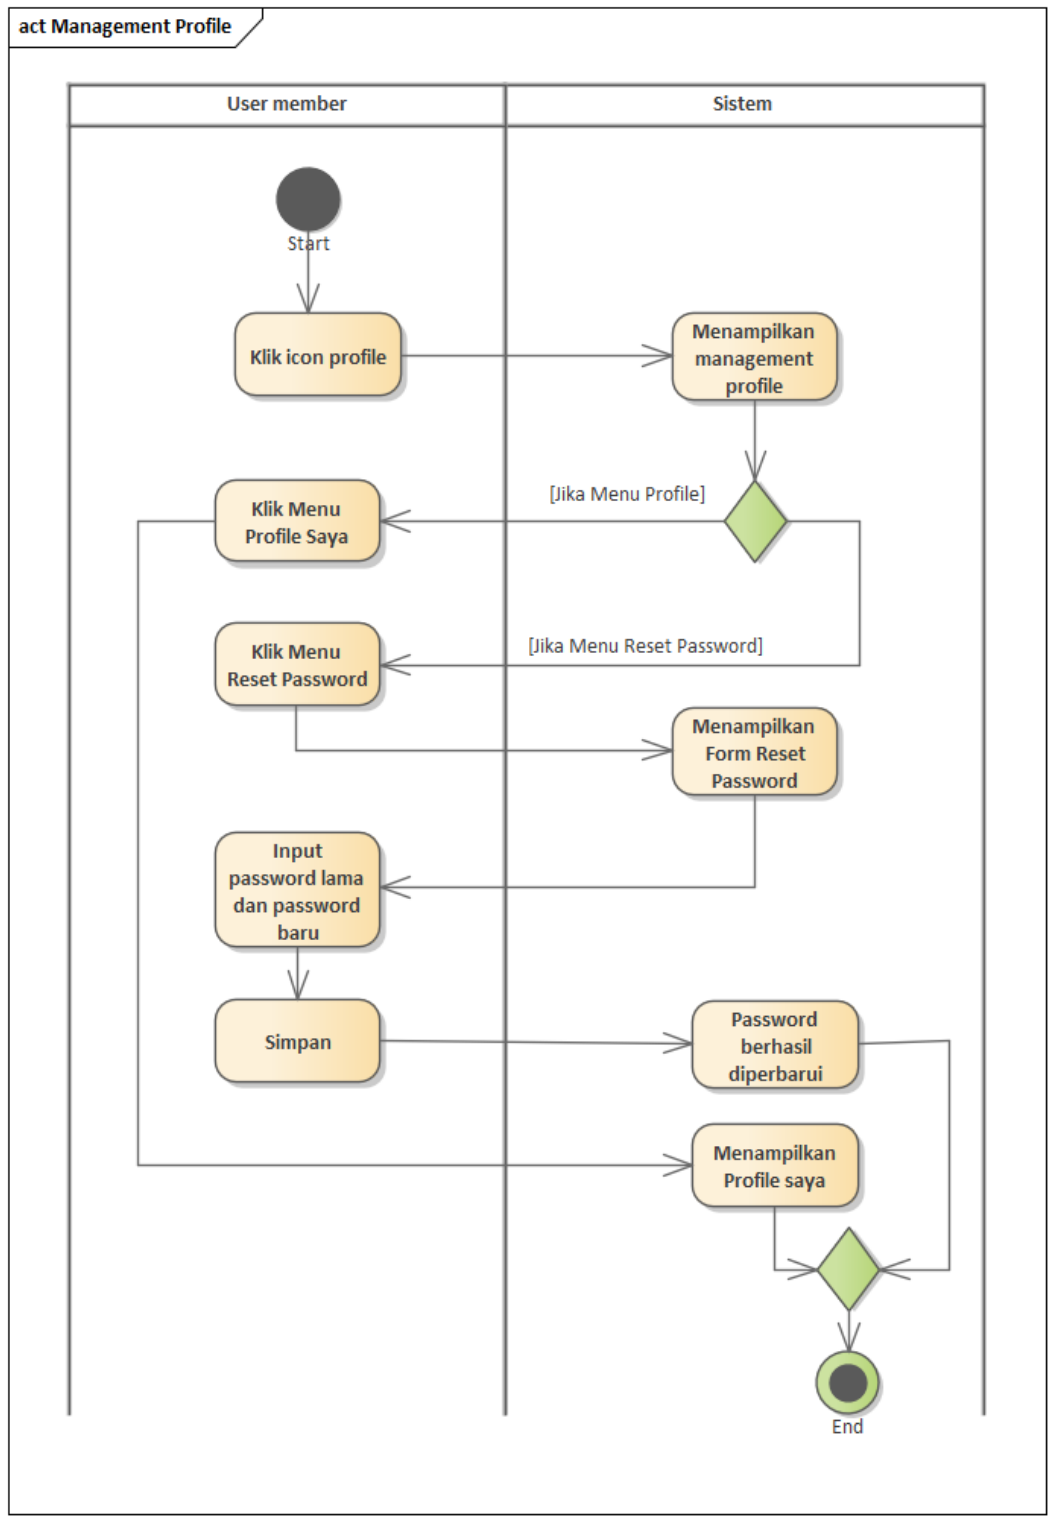 act Management Profile
User member
Sistem
Start
Klik icon profile
Menampilkan
management
profile
[Jika Menu Profile]
Klik Menu
Profile Saya
[Jika Menu Reset Password]
Klik Menu
Reset Password
Menampilkan
Form Reset
Password
Input
password lama
dan password
baru
Simpan
Password
berhasil
diperbarui
Menampilkan
Profile saya
End